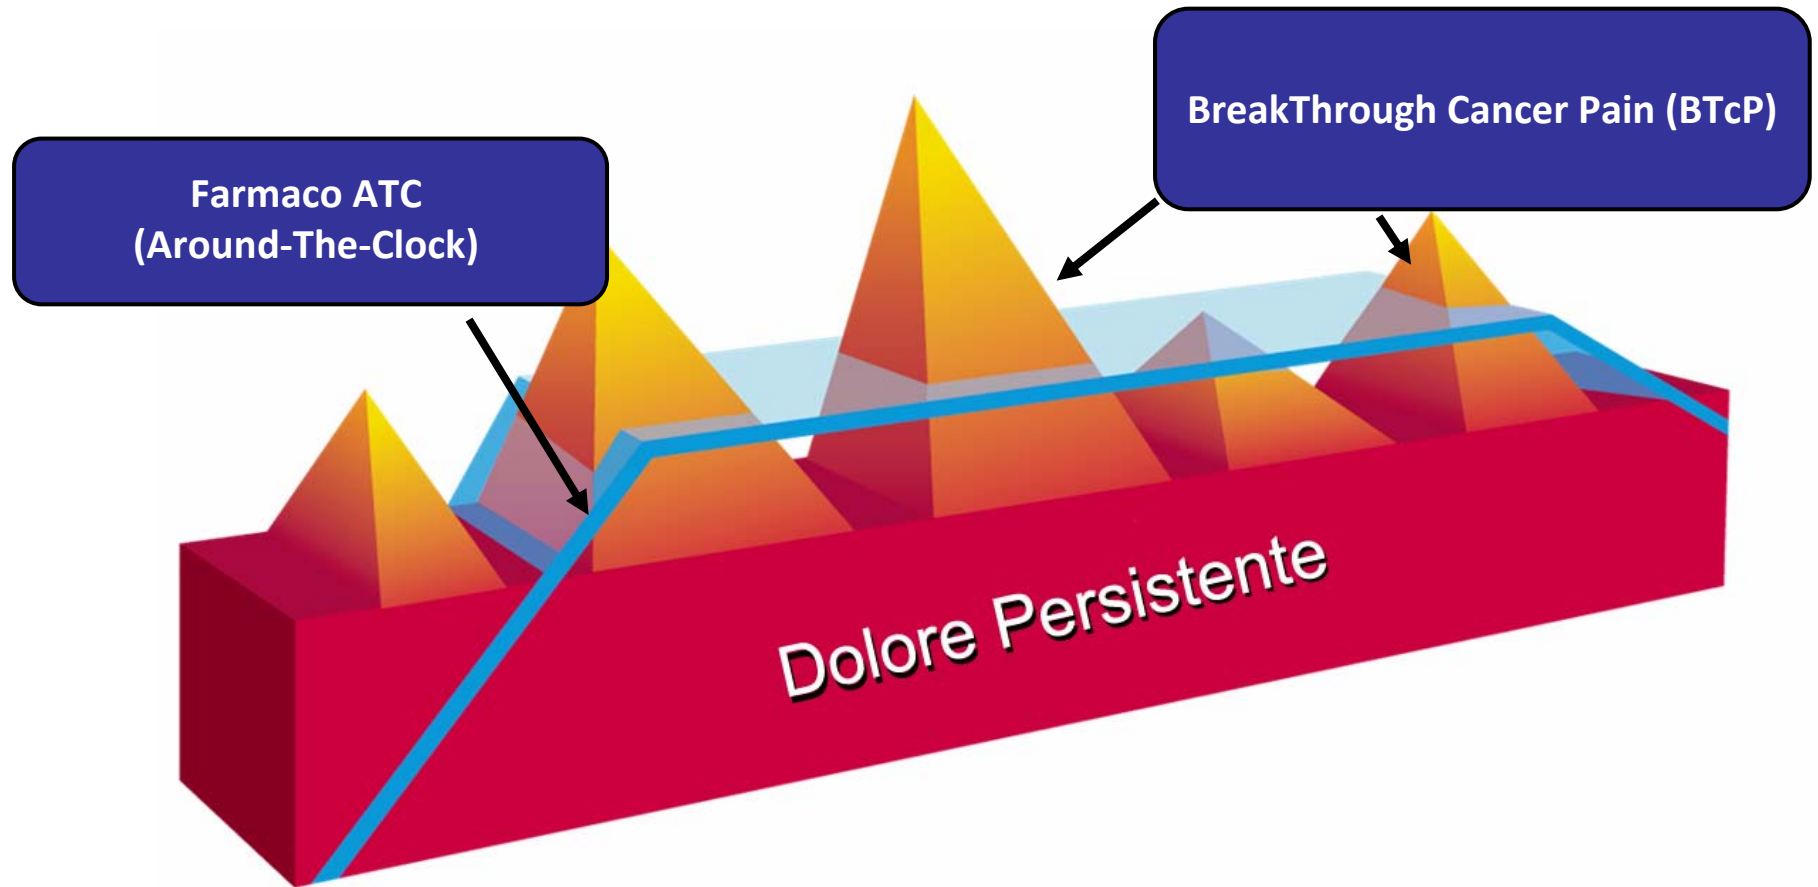 BreakThrough Cancer Pain (BTcP)
Farmaco ATC
(Around-The-Clock)
Dolore Persistente